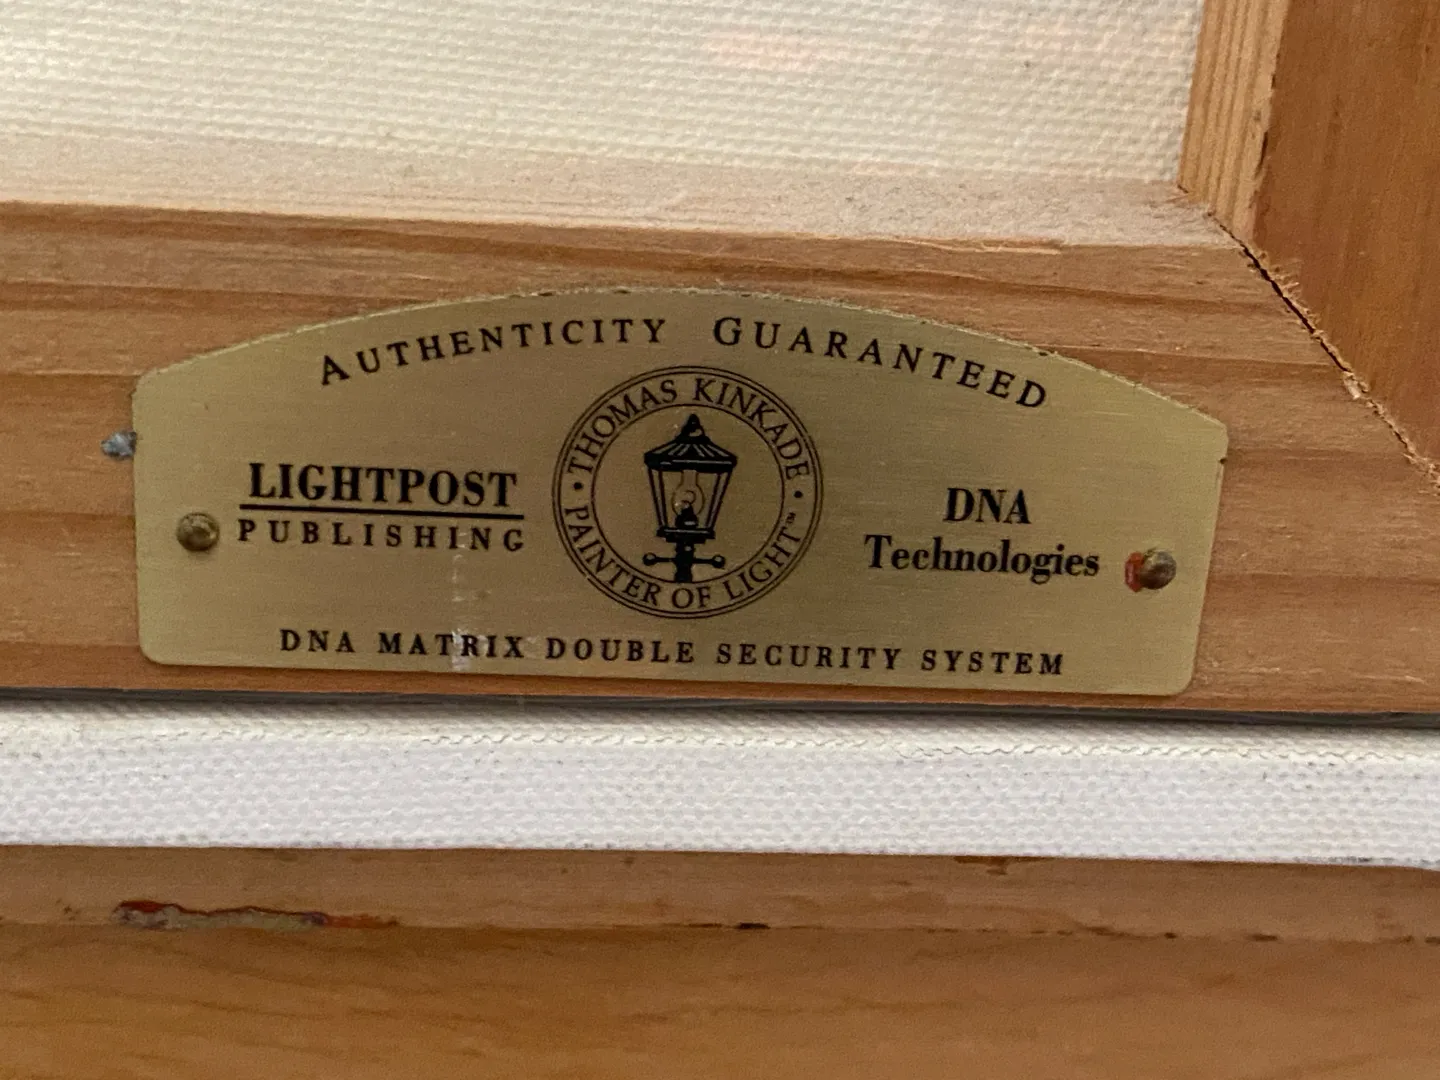 AUTHENTICITY GUARANTEED
THOMAS KINKADE
PAINTER OF LIGHT™
LIGHTPOST
PUBLISHING
DNA
Technologies
DNA MATRIX DOUBLE SECURITY SYSTEM